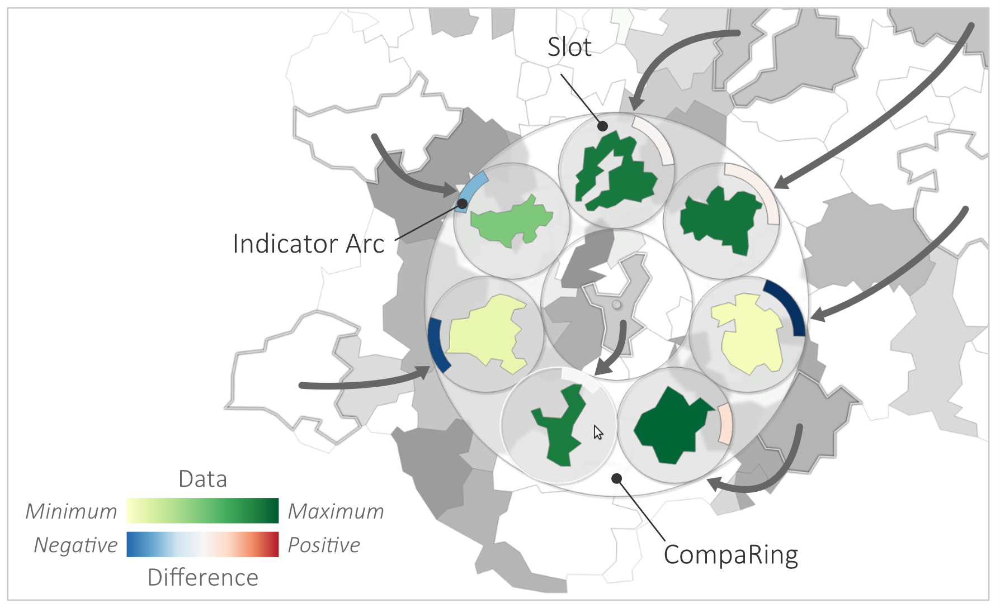 Slot
Indicator Arc
Data
Minimum
Maximum
Negative
Positive
Difference
CompaRing